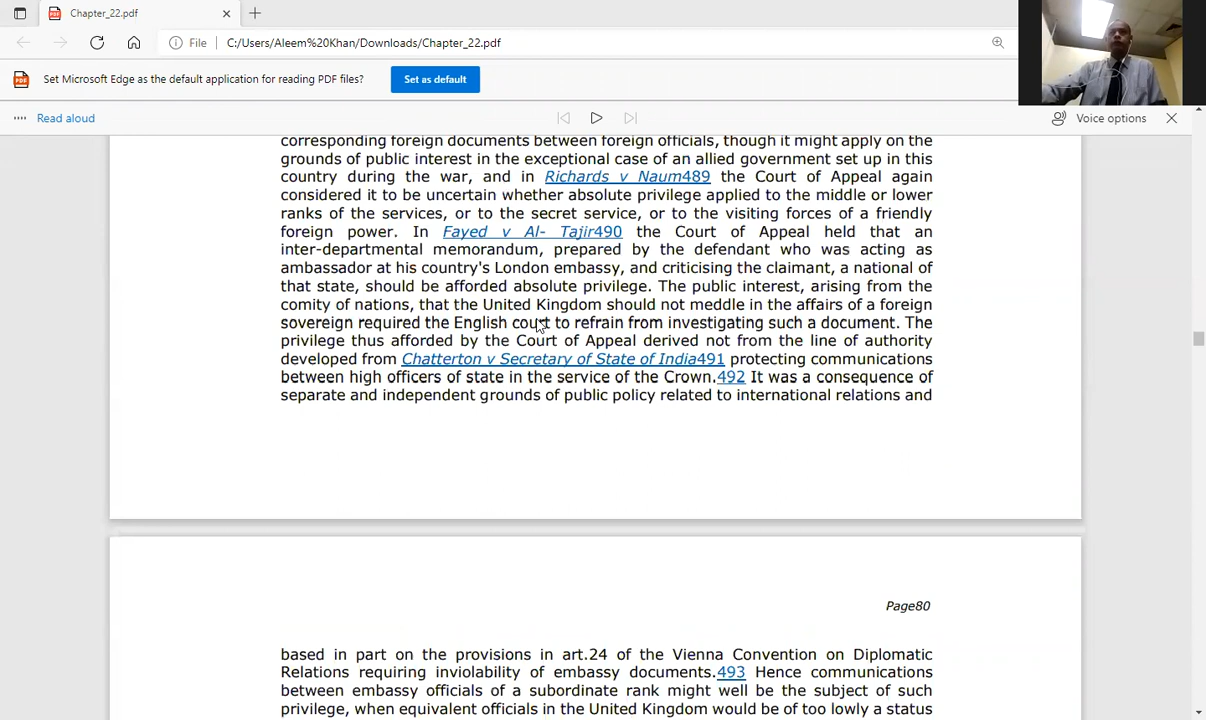 Chapter_22.pdf
File
C:/Users/Aleem%20Khan/Downloads/Chapter_22.pdf
Set Microsoft Edge as the default application for reading PDF files?
Set as default
Read aloud
Voice options
corresponding foreign documents between foreign officials, though it might apply on the
grounds of public interest in the exceptional case of an allied government set up in this
country during the war, and in Richards v Naum489 the Court of Appeal again
considered it to be uncertain whether absolute privilege applied to the middle or lower
ranks of the services, or to the secret service, or to the visiting forces of a friendly
foreign power. In Fayed v Al- Tajir490 the Court of Appeal held that an
inter-departmental memorandum, prepared by the defendant who was acting as
ambassador at his country's London embassy, and criticising the claimant, a national of
that state, should be afforded absolute privilege. The public interest, arising from the
comity of nations, that the United Kingdom should not meddle in the affairs of a foreign
sovereign required the English court to refrain from investigating such a document. The
privilege thus afforded by the Court of Appeal derived not from the line of authority
developed from Chatterton v Secretary of State of India491 protecting communications
between high officers of state in the service of the Crown.492 It was a consequence of
separate and independent grounds of public policy related to international relations and
Page80
based in part on the provisions in art.24 of the Vienna Convention on Diplomatic
Relations requiring inviolability of embassy documents.493 Hence communications
between embassy officials of a subordinate rank might well be the subject of such
privilege, when equivalent officials in the United Kingdom would be of too lowly a status